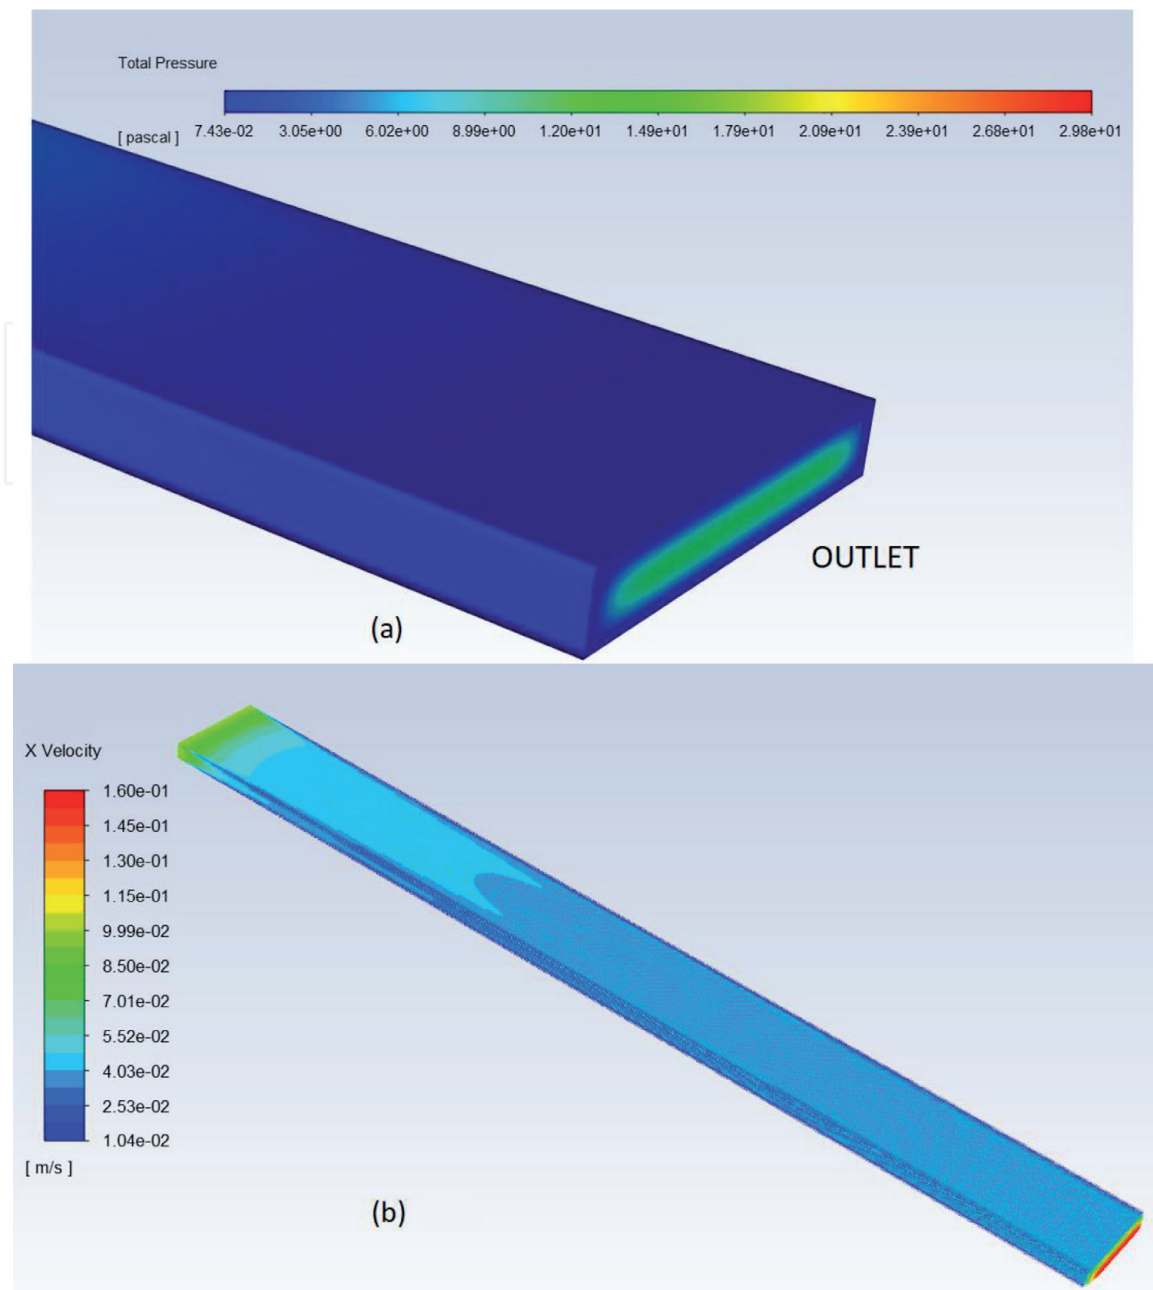 Total Pressure
[ pascal ]
7.43e-02 3.05e+00 6.02e+00 8.99e+00 1.20e+01 1.49e+01 1.79e+01 2.09e+01 2.39e+01 2.68e+01 2.98e+01
OUTLET
(a)
X Velocity
1.60e-01
1.45e-01
1.30e-01
1.15e-01
9.99e-02
8.50e-02
7.01e-02
5.52e-02
4.03e-02
2.53e-02
1.04e-02
[ m/s ]
(b)